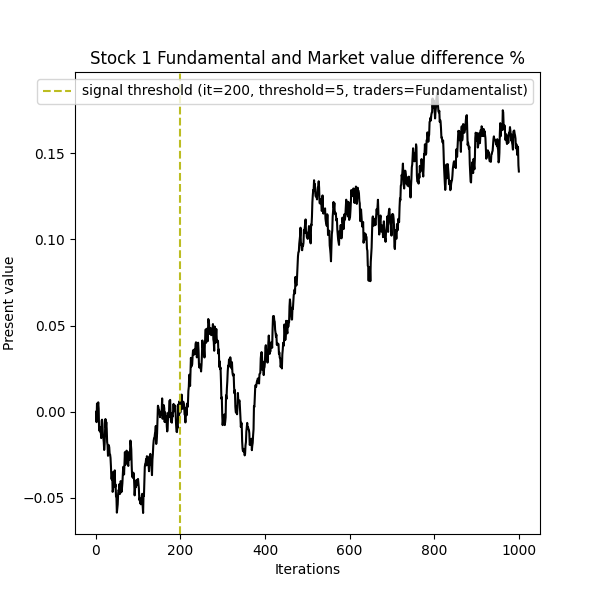 Stock 1 Fundamental and Market value difference %
signal threshold (it=200, threshold=5, traders=Fundamentalist)
0.15
0.10
0.05
0.00
−0.05
Present value
0
200
400
600
800
1000
Iterations